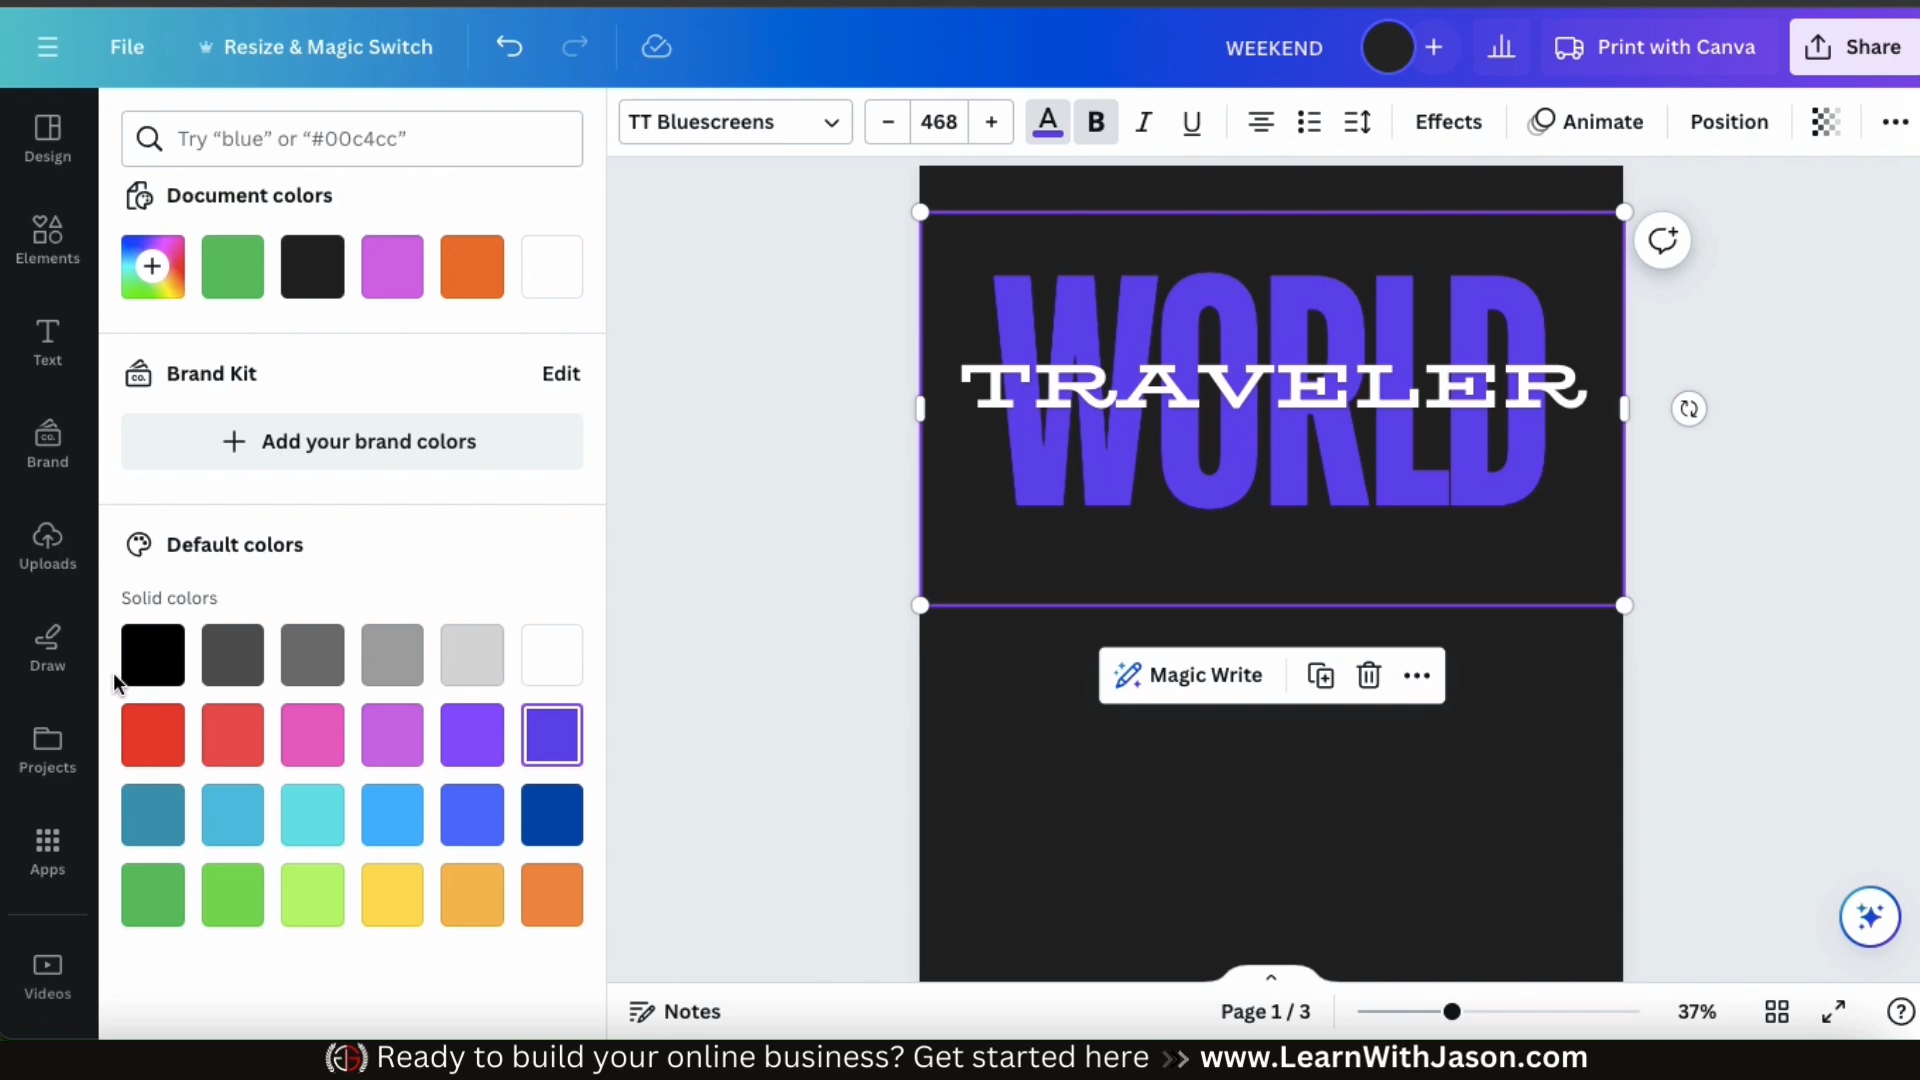 File
Resize & Magic Switch
WEEKEND
Print with Canva
Share
Design
Elements
Text
Brand
Uploads
Draw
Projects
Apps
Videos
Try “blue” or “#00c4cc”
Document colors
CO.
Brand Kit
Edit
Add your brand colors
Default colors
Solid colors
TT Bluescreens
468
A
B
I
U
Effects
Animate
Position
WORLD
TRAVELER
Magic Write
Notes
Page 1 / 3
37%
Ready to build your online business? Get started here >> www.LearnWithJason.com